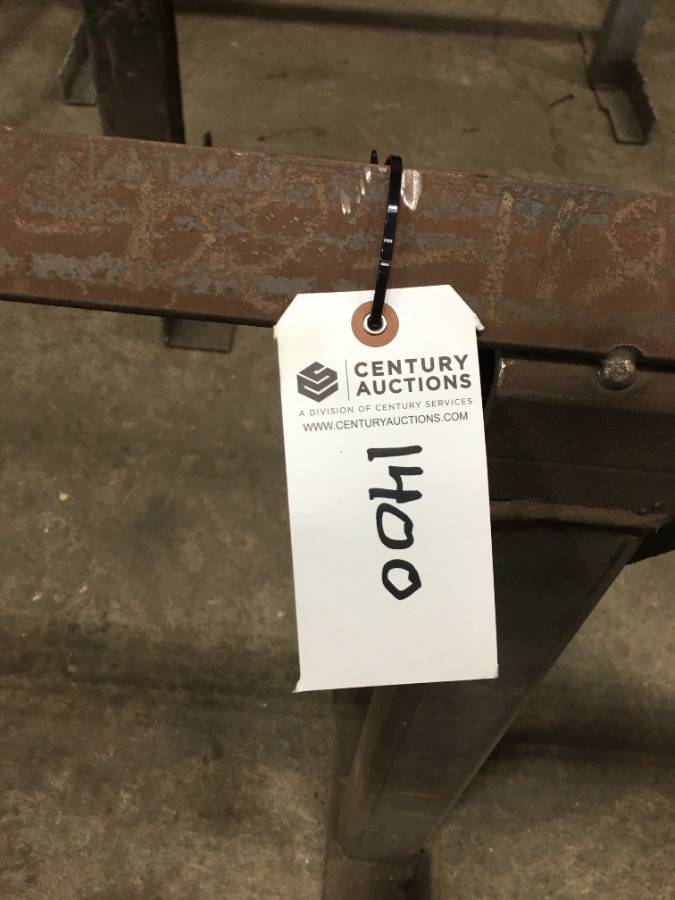 CENTURY
AUCTIONS
A DIVISION OF CENTURY SERVICES
WWW.CENTURYAUCTIONS.COM
1400